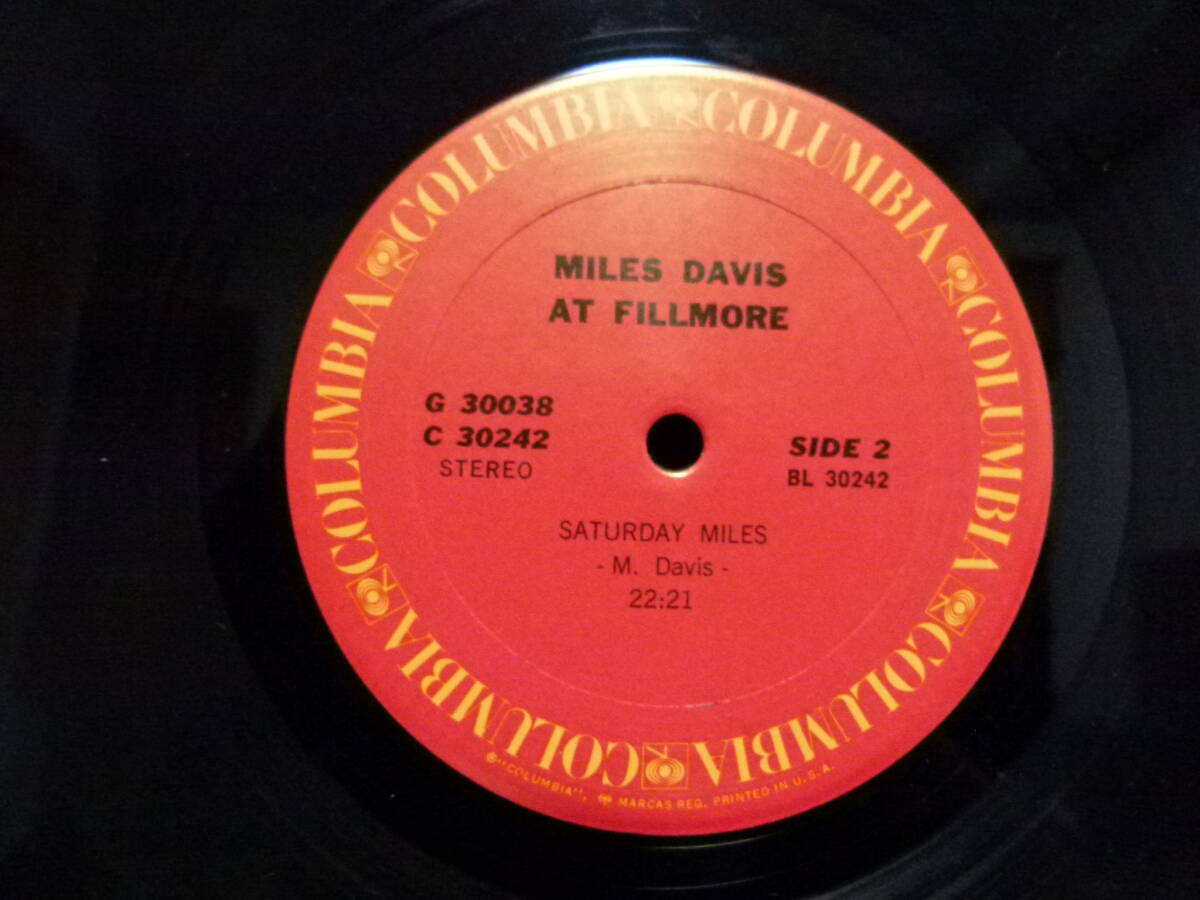 COLUMBIA COLUMBIA COLUMBIA COLUMBIA COLUMBIA COLUMBIA
MILES DAVIS
AT FILLMORE
G 30038
C 30242
STEREO
SIDE 2
BL 30242
SATURDAY MILES
- M. Davis -
22:21
®"COLUMBIA", MARCAS REG. PRINTED IN U.S.A.